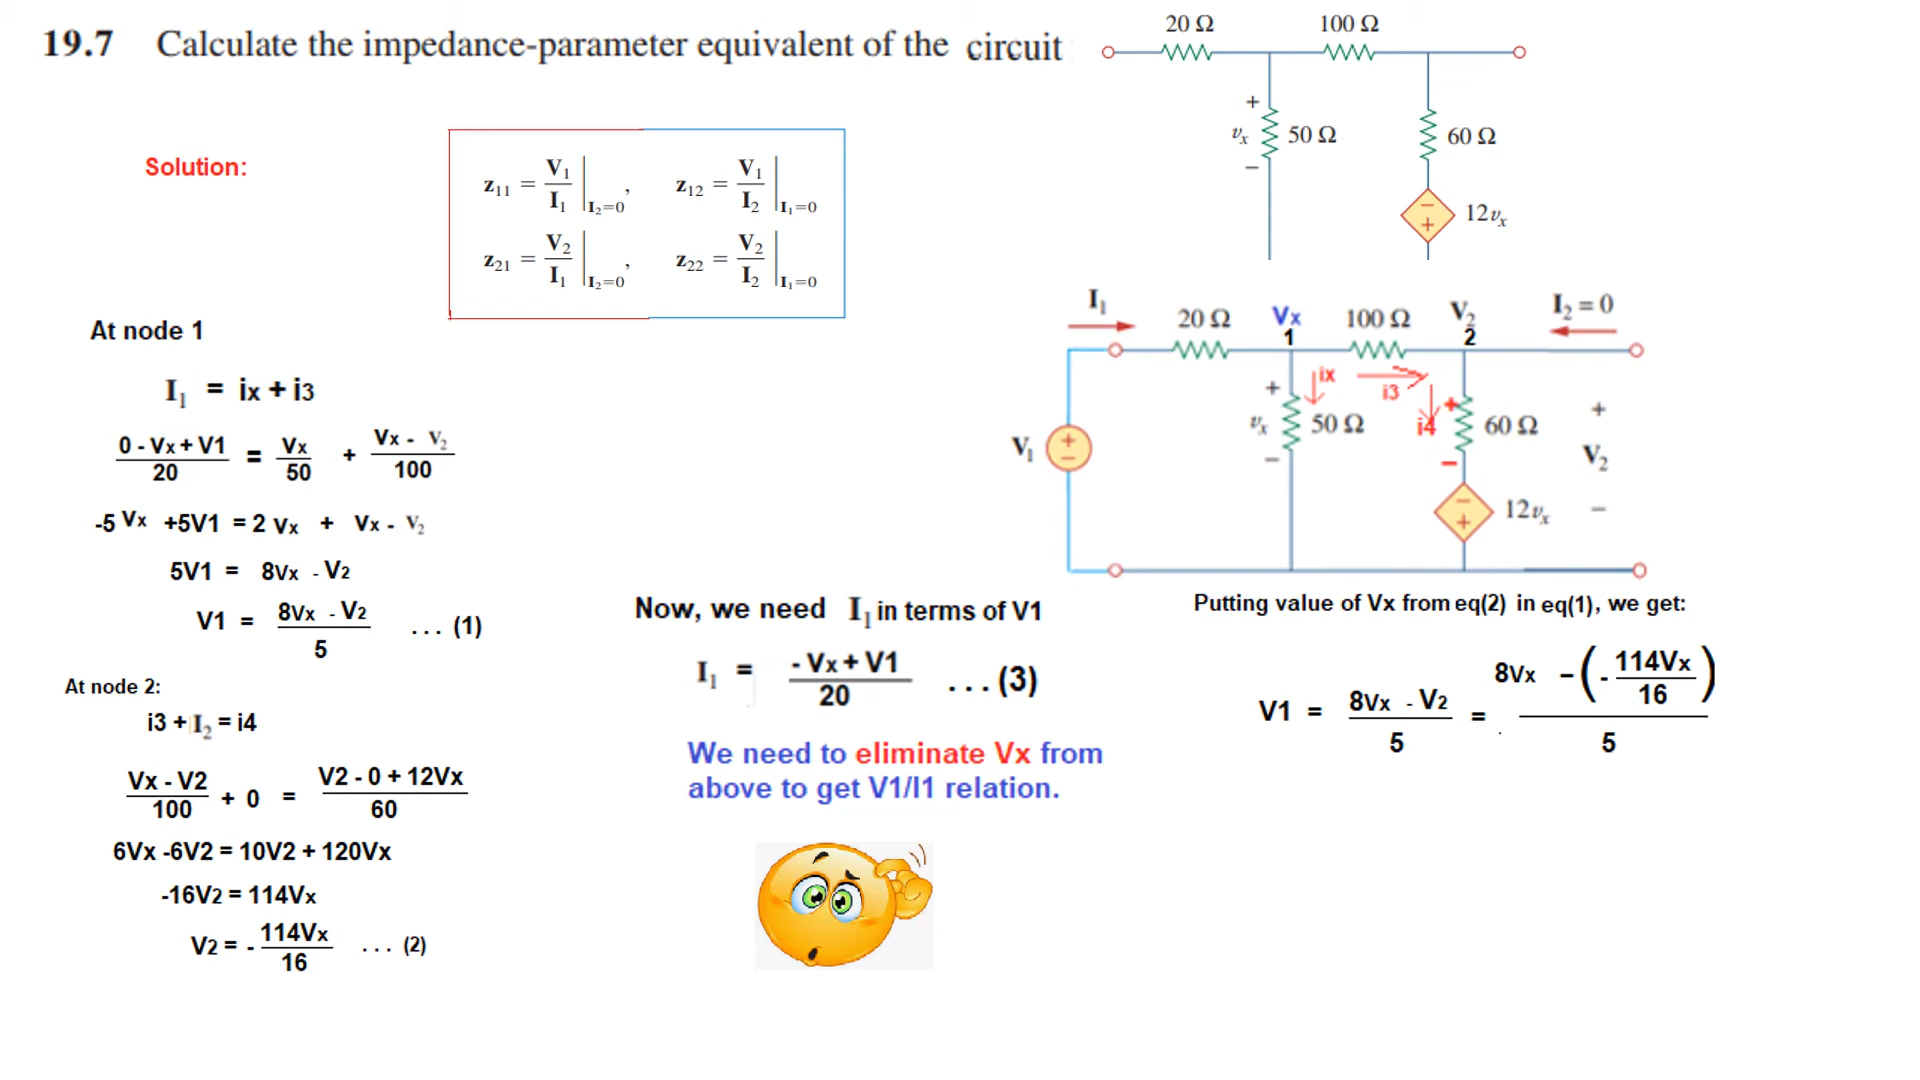 19.7 Calculate the impedance-parameter equivalent of the circuit
20 Ω 100 Ω
+
vx 50 Ω 60 Ω
−
−
+ 12vx
Solution:
z11 = V1/I1 |I2=0, z12 = V1/I2 |I1=0
z21 = V2/I1 |I2=0, z22 = V2/I2 |I1=0
At node 1
I1 = ix + i3
0 - Vx + V1 / 20 = Vx / 50 + Vx - V2 / 100
-5 Vx +5V1 = 2 Vx + Vx - V2
5V1 = 8Vx - V2
V1 = 8Vx - V2 / 5 ... (1)
At node 2:
i3 + I2 = i4
Vx - V2 / 100 + 0 = V2 - 0 + 12Vx / 60
6Vx -6V2 = 10V2 + 120Vx
-16V2 = 114Vx
V2 = - 114Vx / 16 ... (2)
I1 20 Ω Vx 100 Ω V2 I2 = 0
1 2
+ ix i3 +
vx 50 Ω i4 60 Ω +
V1 + − − − V2
− + 12vx −
Now, we need I1 in terms of V1
I1 = - Vx + V1 / 20 ... (3)
We need to eliminate Vx from
above to get V1/I1 relation.
Putting value of Vx from eq(2) in eq(1), we get:
V1 = 8Vx - V2 / 5 = 8Vx - ( - 114Vx / 16 ) / 5